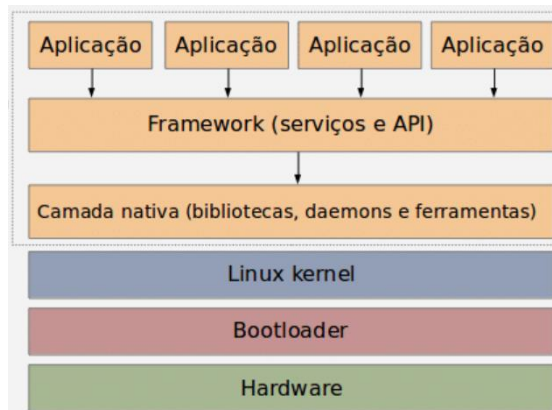 Aplicação Aplicação Aplicação Aplicação
Framework (serviços e API)
Camada nativa (bibliotecas, daemons e ferramentas)
Linux kernel
Bootloader
Hardware